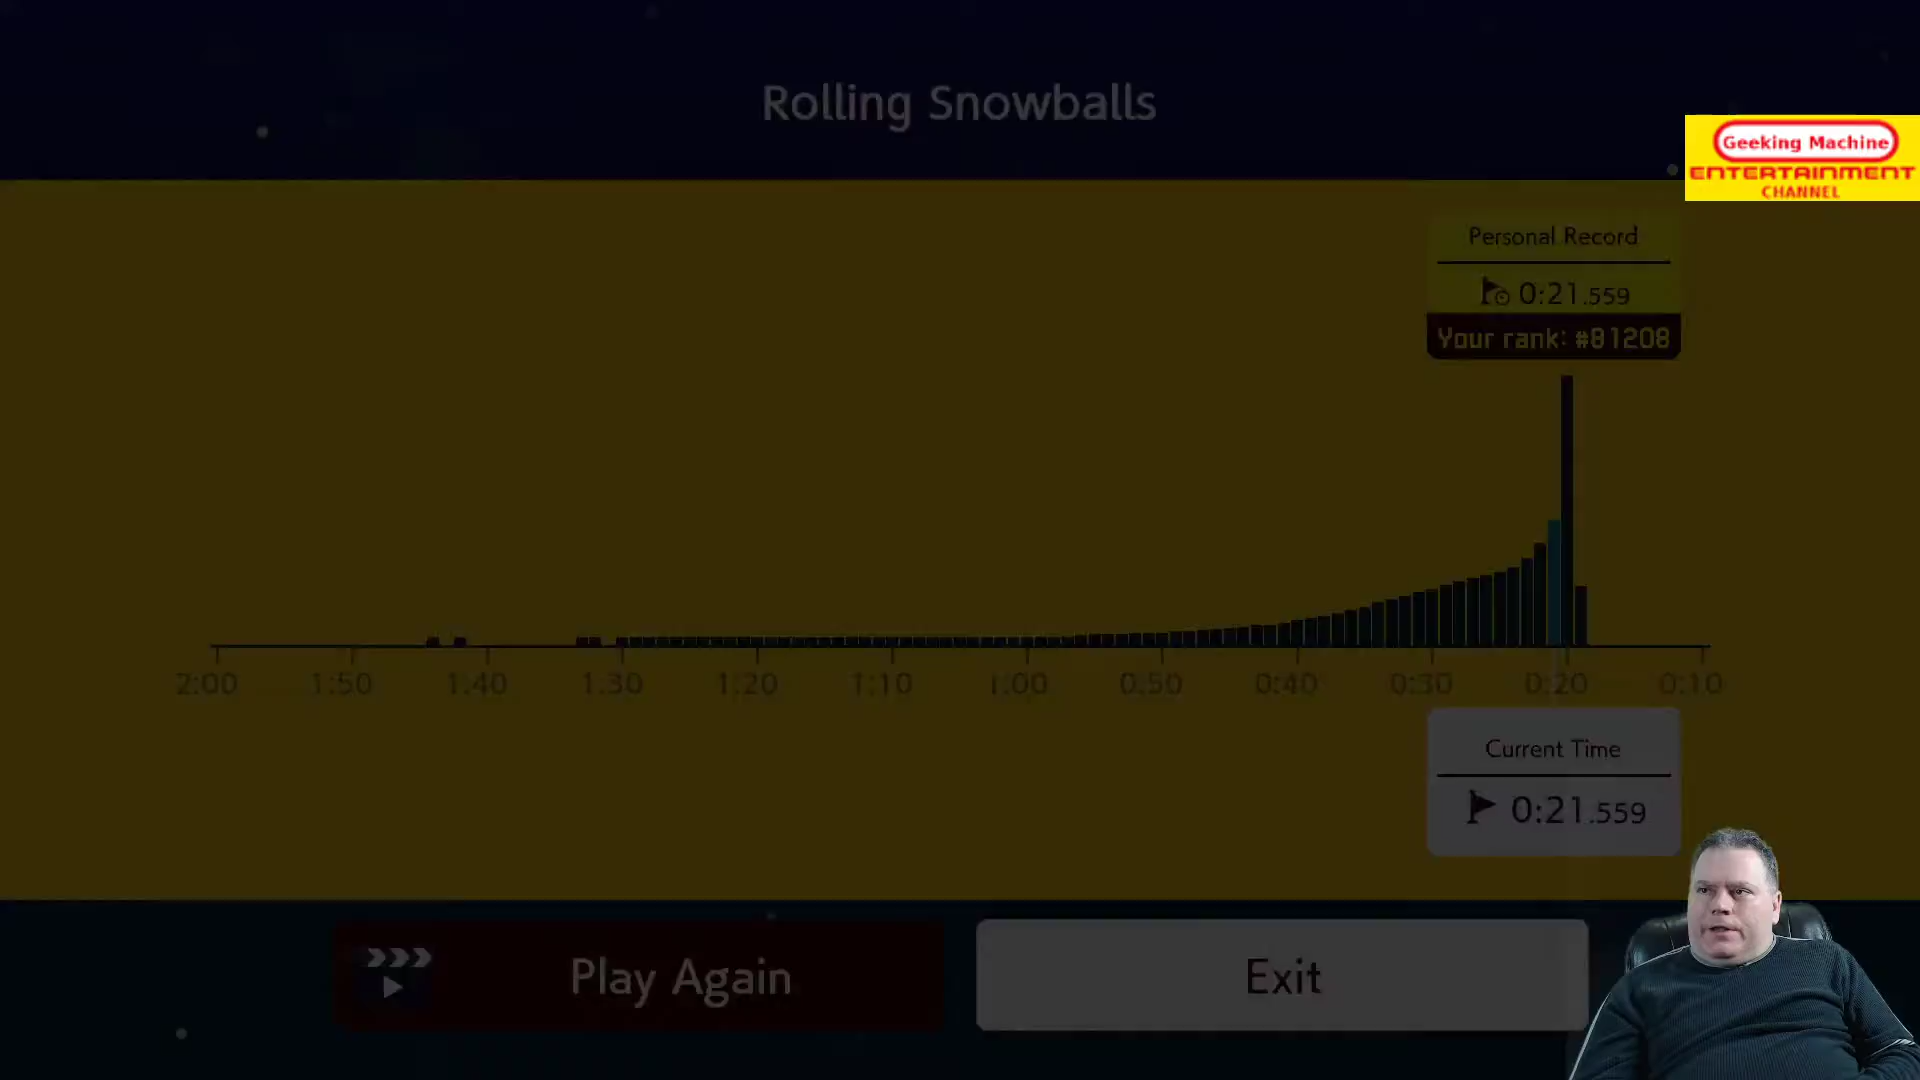 Rolling Snowballs
Geeking Machine
ENTERTAINMENT
CHANNEL
Personal Record
0:21.559
Your rank: #81208
2:00 1:50 1:40 1:30 1:20 1:10 1:00 0:50 0:40 0:30 0:20 0:10
Current Time
0:21.559
Play Again
Exit